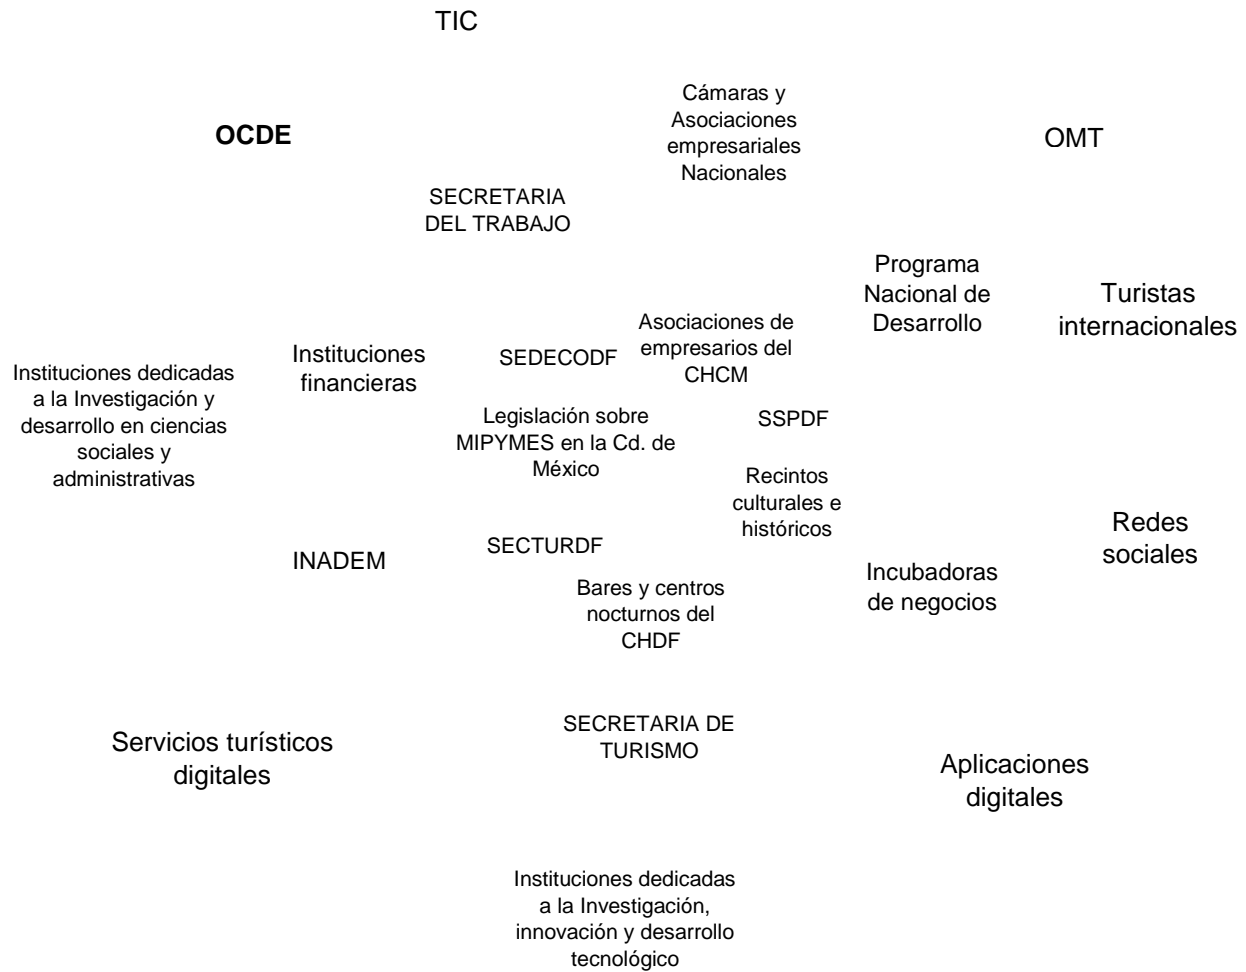 TIC
Cámaras y
Asociaciones
empresariales
Nacionales
OCDE
OMT
SECRETARIA
DEL TRABAJO
Programa
Nacional de
Desarrollo
Turistas
internacionales
Asociaciones de
empresarios del
CHCM
Instituciones
financieras
SEDECODF
Instituciones dedicadas
a la Investigación y
desarrollo en ciencias
sociales y
administrativas
Legislación sobre
MIPYMES en la Cd. de
México
SSPDF
Recintos
culturales e
históricos
Redes
sociales
INADEM
SECTURDF
Incubadoras
de negocios
Bares y centros
nocturnos del
CHDF
Servicios turísticos
digitales
SECRETARIA DE
TURISMO
Aplicaciones
digitales
Instituciones dedicadas
a la Investigación,
innovación y desarrollo
tecnológico